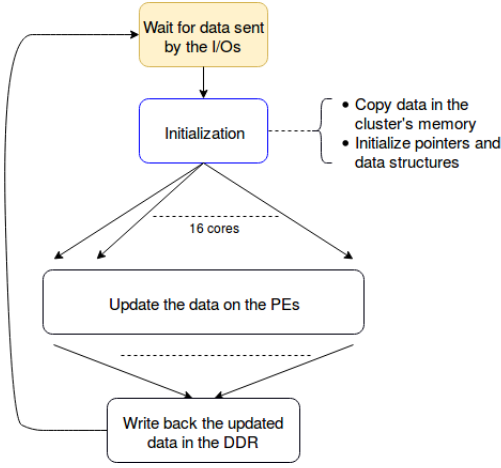 Wait for data sent
by the I/Os
Initialization
• Copy data in the
cluster's memory
• Initialize pointers and
data structures
16 cores
Update the data on the PEs
Write back the updated
data in the DDR